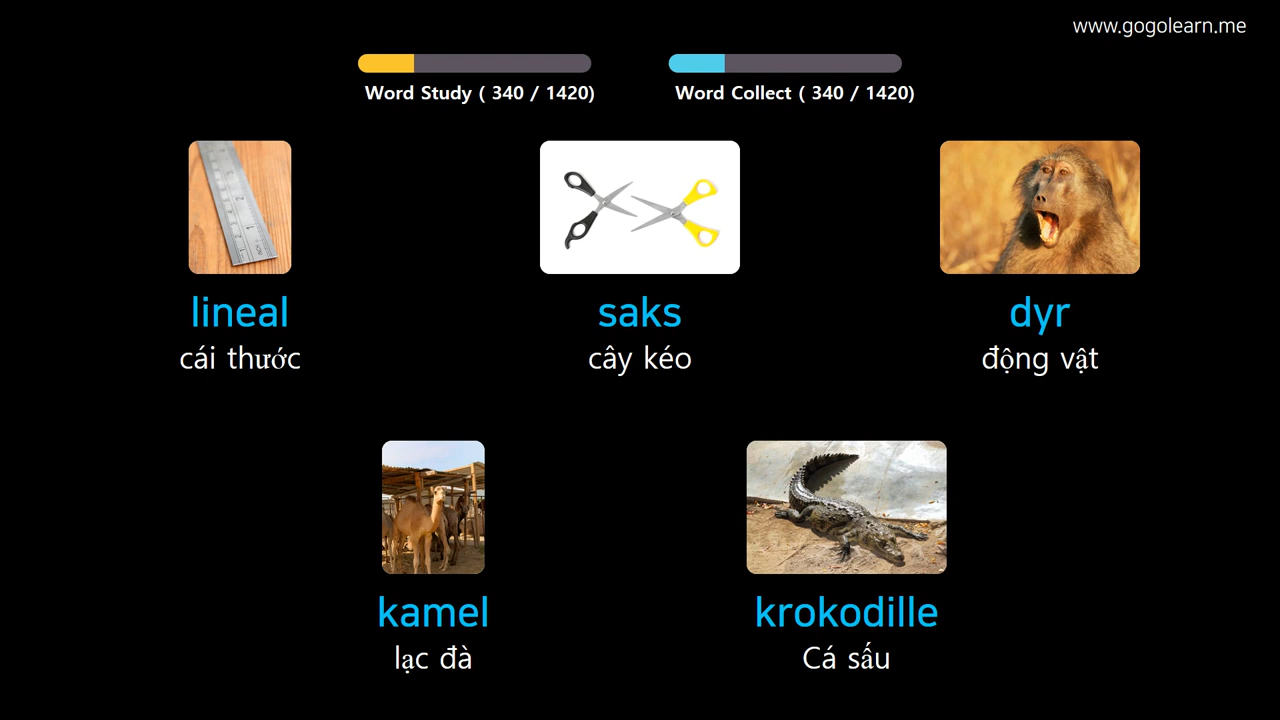 www.gogolearn.me
Word Study ( 340 / 1420)
Word Collect ( 340 / 1420)
lineal
cái thước
saks
cây kéo
dyr
động vật
kamel
lạc đà
krokodille
Cá sấu